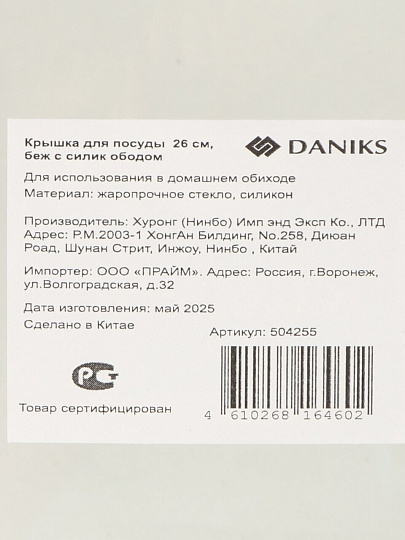 Крышка для посуды 26 см,
беж с силик ободом
DANIKS
Для использования в домашнем обиходе
Материал: жаропрочное стекло, силикон
Производитель: Хуронг (Нинбо) Имп энд Эксп Ко., ЛТД
Адрес: Р.М.2003-1 ХонгАн Билдинг, No.258, Диюан
Роад, Шунан Стрит, Инжоу, Нинбо , Китай
Импортер: ООО «ПРАЙМ». Адрес: Россия, г.Воронеж,
ул.Волгоградская, д.32
Дата изготовления: май 2025
Сделано в Китае
Артикул: 504255
РСТ
Товар сертифицирован
4 610268 164602